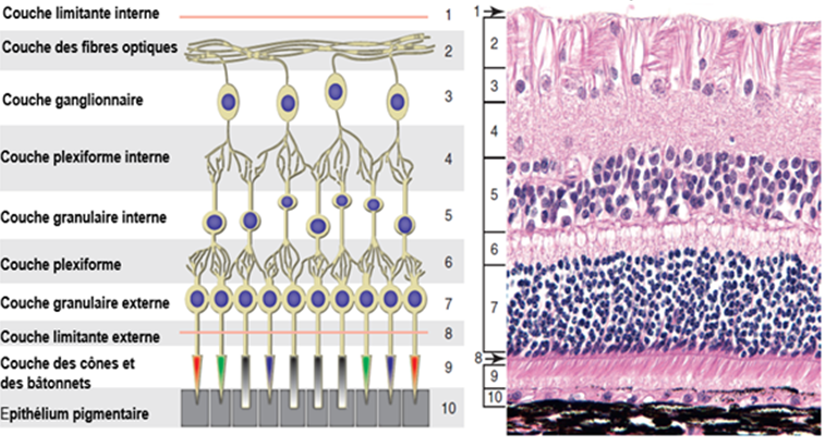 Couche limitante interne 1
Couche des fibres optiques 2
Couche ganglionnaire 3
Couche plexiforme interne 4
Couche granulaire interne 5
Couche plexiforme 6
Couche granulaire externe 7
Couche limitante externe 8
Couche des cônes et
des bâtonnets 9
Epithélium pigmentaire 10
1
2
3
4
5
6
7
8
9
10